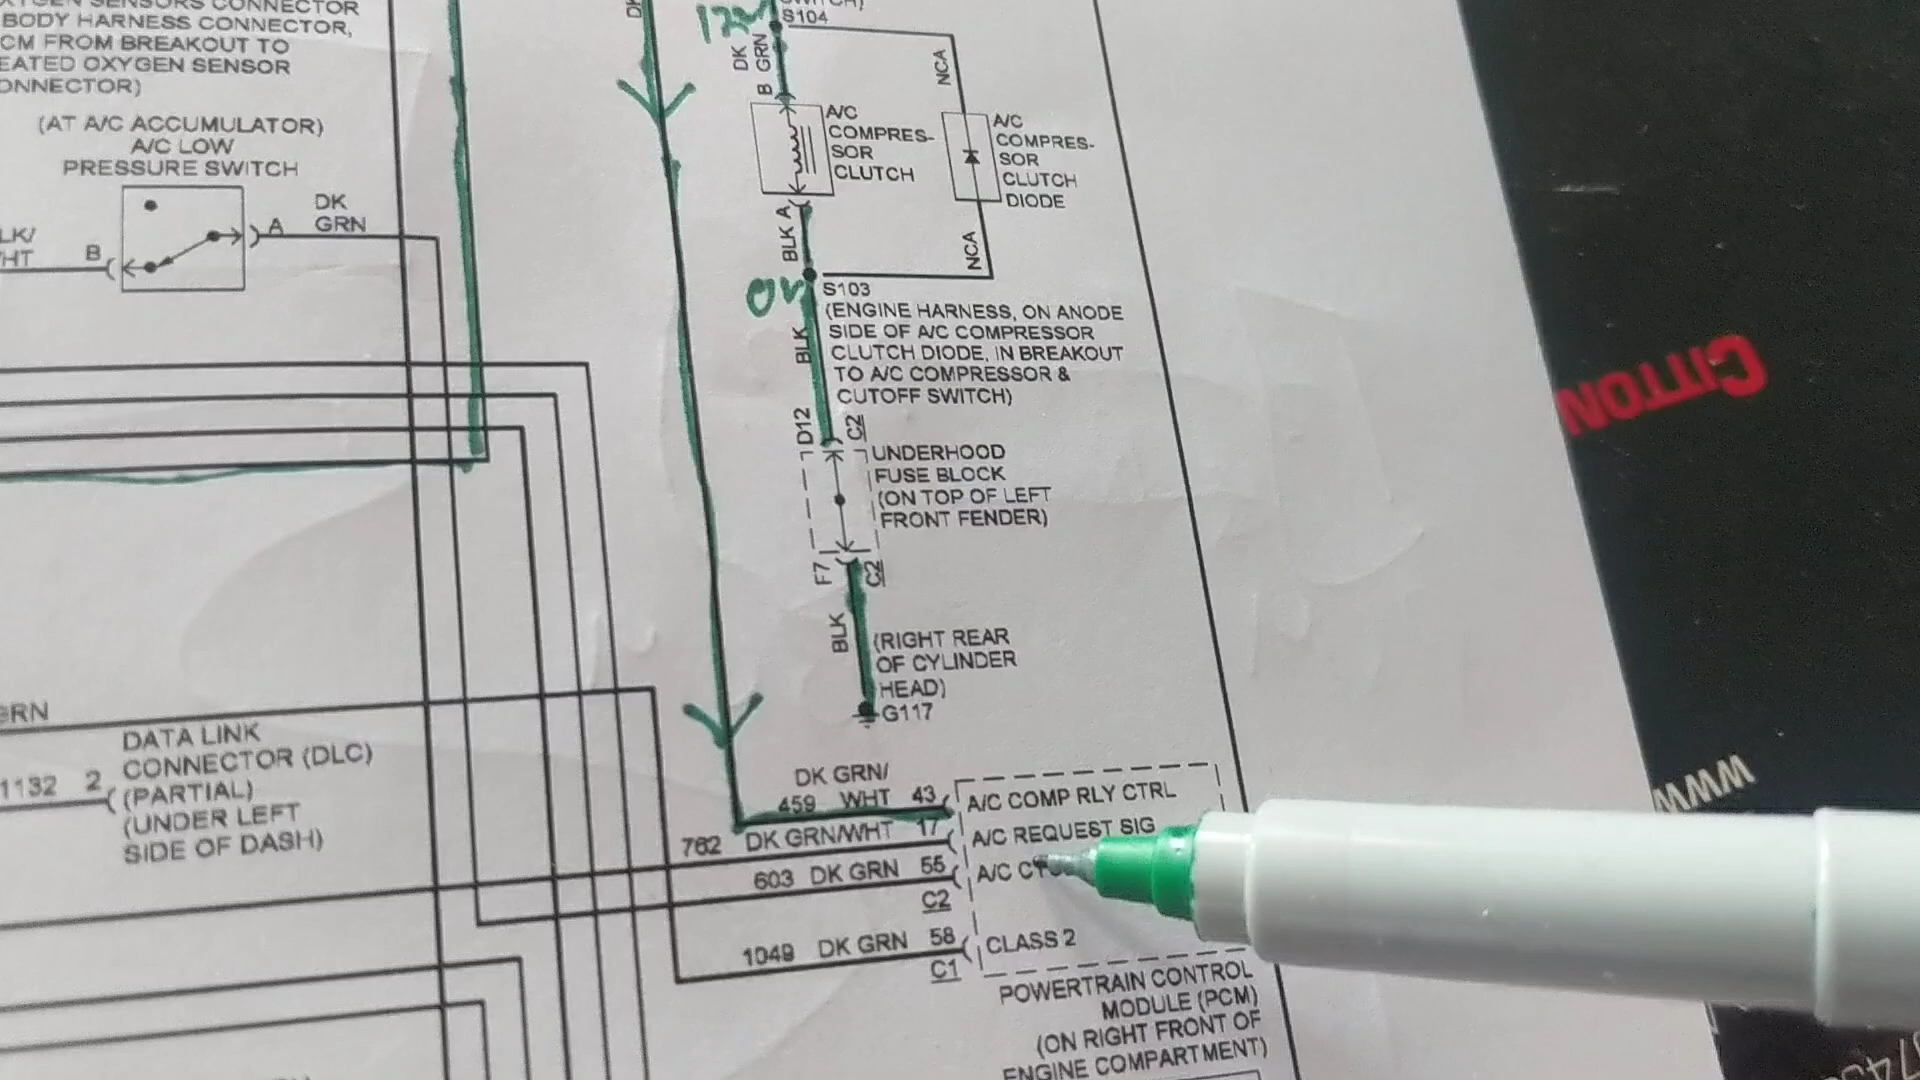 BODY HARNESS CONNECTOR,
CM FROM BREAKOUT TO
EATED OXYGEN SENSOR
ONNECTOR)
(AT A/C ACCUMULATOR)
A/C LOW
PRESSURE SWITCH
DK
GRN
A
B
LK/
HT
12v
S104
DK
GRN
B
NCA
A/C
COMPRES-
SOR
CLUTCH
A/C
COMPRES-
SOR
CLUTCH
DIODE
BLK A
NCA
0v
S103
(ENGINE HARNESS, ON ANODE
SIDE OF A/C COMPRESSOR
CLUTCH DIODE, IN BREAKOUT
TO A/C COMPRESSOR &
CUTOFF SWITCH)
BLK
D12
C2
UNDERHOOD
FUSE BLOCK
(ON TOP OF LEFT
FRONT FENDER)
F7
C2
BLK
(RIGHT REAR
OF CYLINDER
HEAD)
G117
GRN
DATA LINK
CONNECTOR (DLC)
(PARTIAL)
(UNDER LEFT
SIDE OF DASH)
1132 2
DK GRN/
459 WHT 43
A/C COMP RLY CTRL
762 DK GRN/WHT 17
A/C REQUEST SIG
603 DK GRN 55
A/C
C2
1049 DK GRN 58
CLASS 2
C1
POWERTRAIN CONTROL
MODULE (PCM)
(ON RIGHT FRONT OF
ENGINE COMPARTMENT)
CITTON
WWW